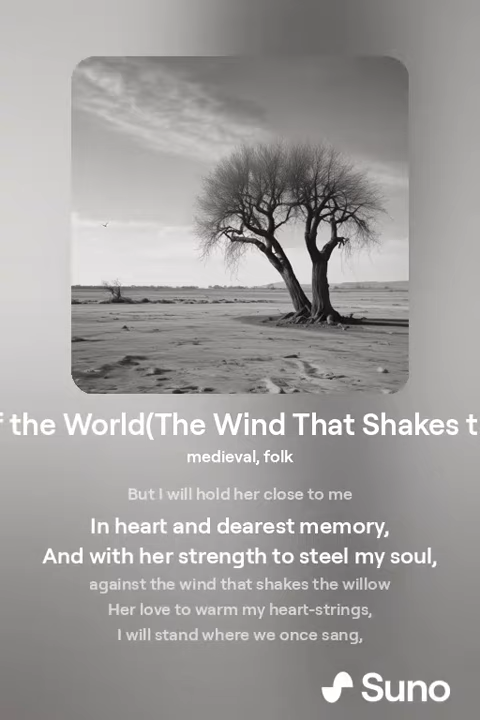 f the World(The Wind That Shakes t
medieval, folk
But I will hold her close to me
In heart and dearest memory,
And with her strength to steel my soul,
against the wind that shakes the willow
Her love to warm my heart-strings,
I will stand where we once sang,
Suno